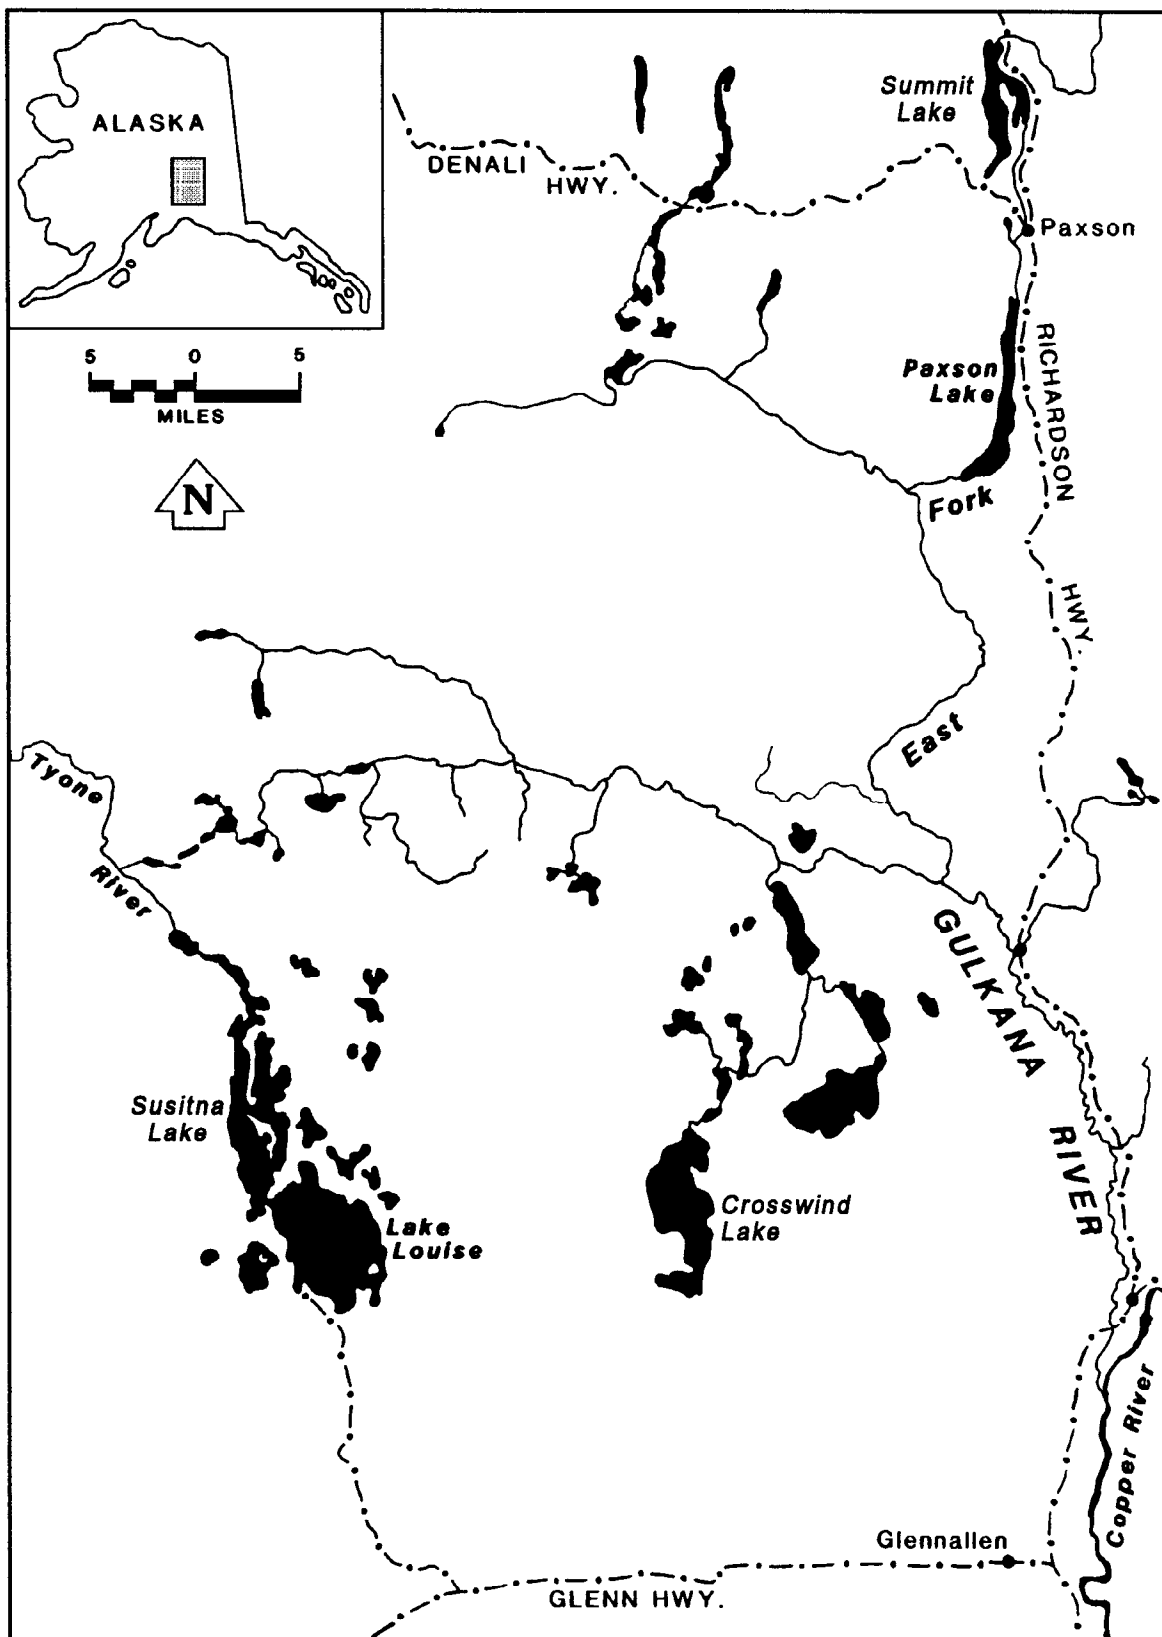 ALASKA
5 0 5
MILES
N
DENALI
HWY.
Summit
Lake
Paxson
Paxson
Lake
RICHARDSON
HWY.
Fork
East
Tyone
River
GULKANA
RIVER
Susitna
Lake
Lake
Louise
Crosswind
Lake
Copper River
Glennallen
GLENN HWY.